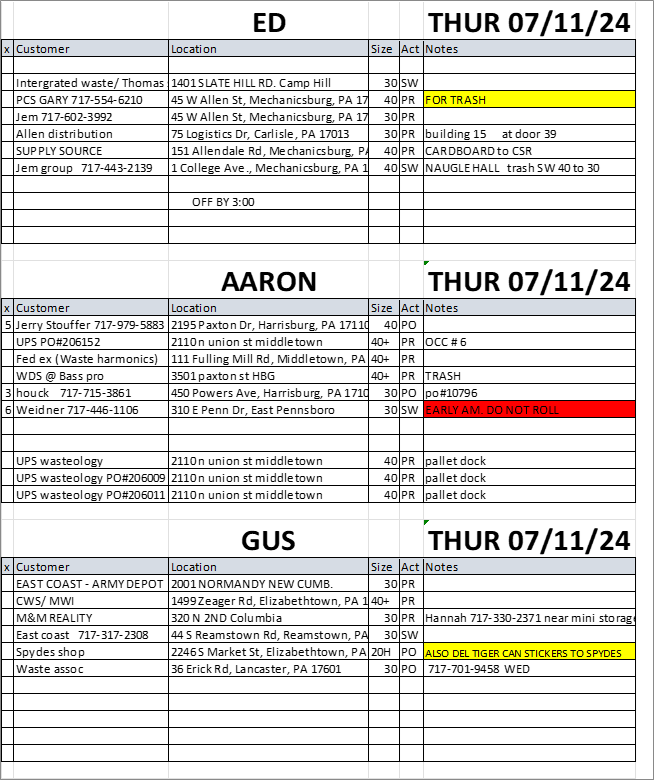 ED THUR 07/11/24
x Customer Location Size Act Notes
Intergrated waste/ Thomas 1401 SLATE HILL RD. Camp Hill 30 SW
PCS GARY 717-554-6210 45 W Allen St, Mechanicsburg, PA 17 40 PR FOR TRASH
Jem 717-602-3992 45 W Allen St, Mechanicsburg, PA 17 30 PR
Allen distribution 75 Logistics Dr, Carlisle, PA 17013 30 PR building 15 at door 39
SUPPLY SOURCE 151 Allendale Rd, Mechanicsburg, PA 40 PR CARDBOARD to CSR
Jem group 717-443-2139 1 College Ave., Mechanicsburg, PA 1 40 SW NAUGLE HALL trash SW 40 to 30
OFF BY 3:00
AARON THUR 07/11/24
x Customer Location Size Act Notes
5 Jerry Stouffer 717-979-5883 2195 Paxton Dr, Harrisburg, PA 17110 40 PO
UPS PO#206152 2110 n union st middletown 40+ PR OCC # 6
Fed ex (Waste harmonics) 111 Fulling Mill Rd, Middletown, PA 40+ PR
WDS @ Bass pro 3501 paxton st HBG 40+ PR TRASH
3 houck 717-715-3861 450 Powers Ave, Harrisburg, PA 1710 30 PO po#10796
6 Weidner 717-446-1106 310 E Penn Dr, East Pennsboro 30 SW EARLY AM. DO NOT ROLL
UPS wasteology 2110 n union st middletown 40 PR pallet dock
UPS wasteology PO#206009 2110 n union st middletown 40 PR pallet dock
UPS wasteology PO#206011 2110 n union st middletown 40 PR pallet dock
GUS THUR 07/11/24
x Customer Location Size Act Notes
EAST COAST - ARMY DEPOT 2001 NORMANDY NEW CUMB. 30 PR
CWS/ MWI 1499 Zeager Rd, Elizabethtown, PA 1 40+ PR
M&M REALITY 320 N 2ND Columbia 30 PR Hannah 717-330-2371 near mini storage
East coast 717-317-2308 44 S Reamstown Rd, Reamstown, PA 30 SW
Spydes shop 2246 S Market St, Elizabethtown, PA 20H PO ALSO DEL TIGER CAN STICKERS TO SPYDES
Waste assoc 36 Erick Rd, Lancaster, PA 17601 30 PO 717-701-9458 WED